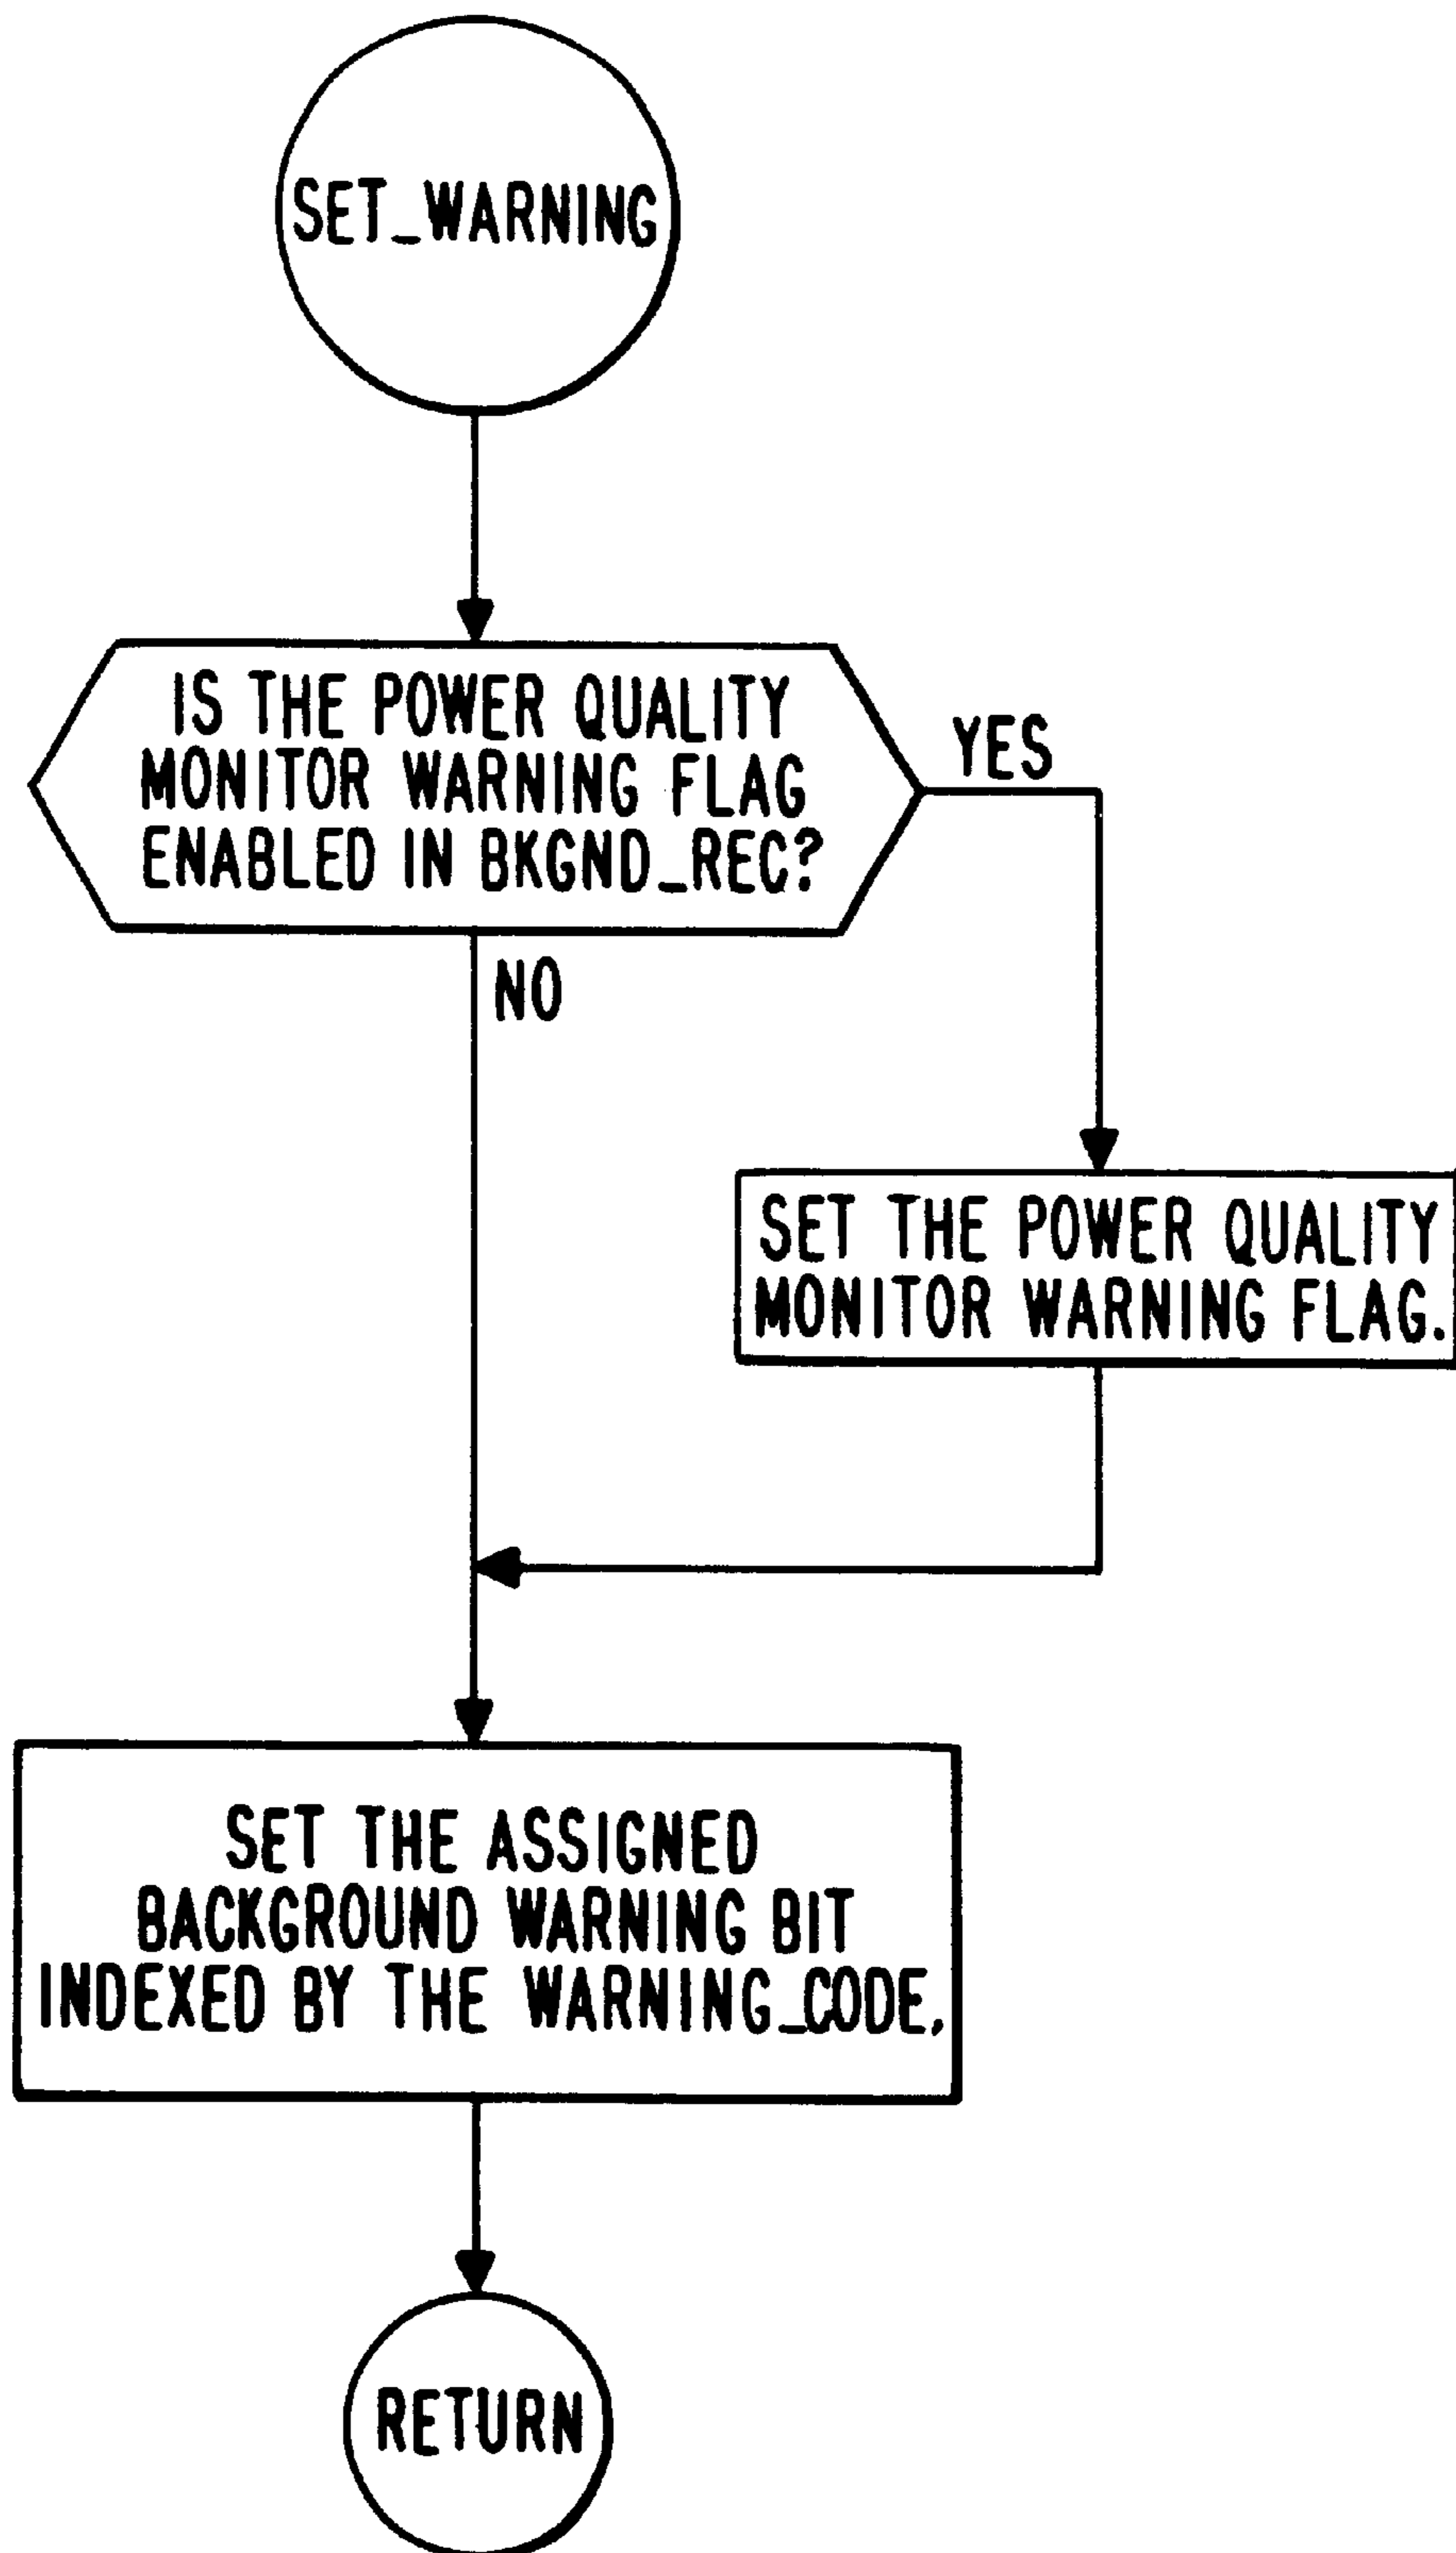 SET_WARNING
IS THE POWER QUALITY
MONITOR WARNING FLAG
ENABLED IN BKGND_REC?
YES
NO
SET THE POWER QUALITY
MONITOR WARNING FLAG.
SET THE ASSIGNED
BACKGROUND WARNING BIT
INDEXED BY THE WARNING_CODE.
RETURN